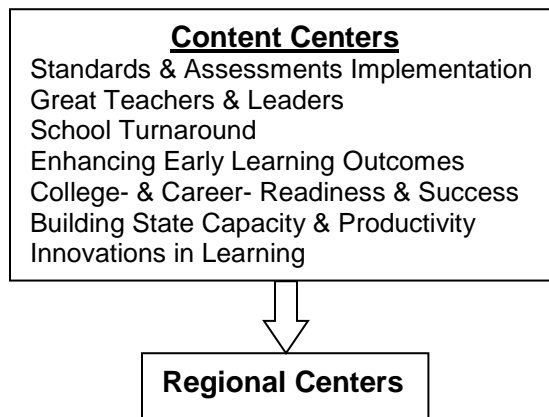 Content Centers
Standards & Assessments Implementation
Great Teachers & Leaders
School Turnaround
Enhancing Early Learning Outcomes
College- & Career- Readiness & Success
Building State Capacity & Productivity
Innovations in Learning
Regional Centers